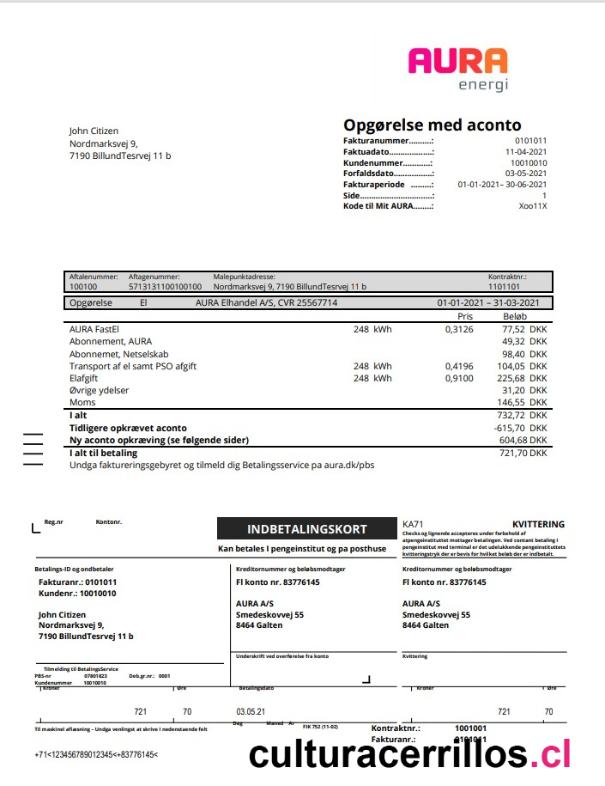 AURA
energi
John Citizen
Nordmarksvej 9,
7190 BillundTesrvej 11 b
Opgørelse med aconto
Fakturanummer..........: 0101011
Faktuadato..................: 11-04-2021
Kundenummer.............: 10010010
Forfaldsdato................: 03-05-2021
Fakturaperiode .........: 01-01-2021– 30-06-2021
Side..............................: 1
Kode til Mit AURA.......: Xoo11X
Aftalenummer: Aftagenummer: Malepunktadresse: Kontraktnr.:
100100 5713131100100100 Nordmarksvej 9, 7190 BillundTesrvej 11 b 1101101
Opgørelse El AURA Elhandel A/S, CVR 25567714 01-01-2021 – 31-03-2021
Pris Beløb
AURA FastEl 248 kWh 0,3126 77,52 DKK
Abonnement, AURA 49,32 DKK
Abonnemet, Netselskab 98,40 DKK
Transport af el samt PSO afgift 248 kWh 0,4196 104,05 DKK
Elafgift 248 kWh 0,9100 225,68 DKK
Øvrige ydelser 31,20 DKK
Moms 146,55 DKK
I alt 732,72 DKK
Tidligere opkrævet aconto -615,70 DKK
Ny aconto opkræving (se følgende sider) 604,68 DKK
I alt til betaling 721,70 DKK
Undga faktureringsgebyret og tilmeld dig Betalingsservice pa aura.dk/pbs
Reg.nr Kontonr.
INDBETALINGSKORT
Kan betales I pengeinstitut og pa posthuse
KA71 KVITTERING
Checks og lignende accepteres under forbehold af
atpengeinstituttet mottager betalingen. Ved contant betaling I
pengeinstitut med terminal er det udelukkende pengeinstituttets
kvitteringstryk der er bevis for hvilket beløb der er indbetalt.
Betalings-ID og ondbetaler
Fakturanr.: 0101011
Kundenr.: 10010010
John Citizen
Nordmarksvej 9,
7190 BillundTesrvej 11 b
Kreditornummer og beløbsmodtager
FI konto nr. 83776145
AURA A/S
Smedeskovvej 55
8464 Galten
Kreditornummer og beløbsmodtager
FI konto nr. 83776145
AURA A/S
Smedeskovvej 55
8464 Galten
Underskrift ved overførelse fra konto
Kvittering
Tilmelding til BetalingsService
PBS-nr 07001823 Deb.gr.nr.: 0001
Kundenummer 10010010
Kroner Øre Betalingsdato Kroner Øre
721 70 03.05.21 721 70
Dag Maned Ar
Til maskinel aflæsning – Undga venlingst at skrive i nedenstaende felt
FIK 752 (11-02)
Kontraktnr.: 1001001
Fakturanr.: 0101011
+71<123456789012345<+83776145<
culturacerrillos.cl